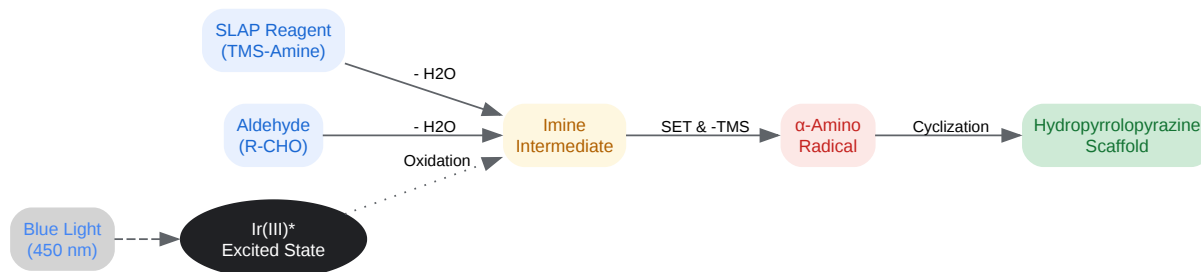 SLAP Reagent
(TMS-Amine)
- H2O
Aldehyde
(R-CHO)
- H2O
Oxidation
Imine
Intermediate
SET & -TMS
α-Amino
Radical
Cyclization
Hydropyrrolopyrazine
Scaffold
Blue Light
(450 nm)
Ir(III)*
Excited State